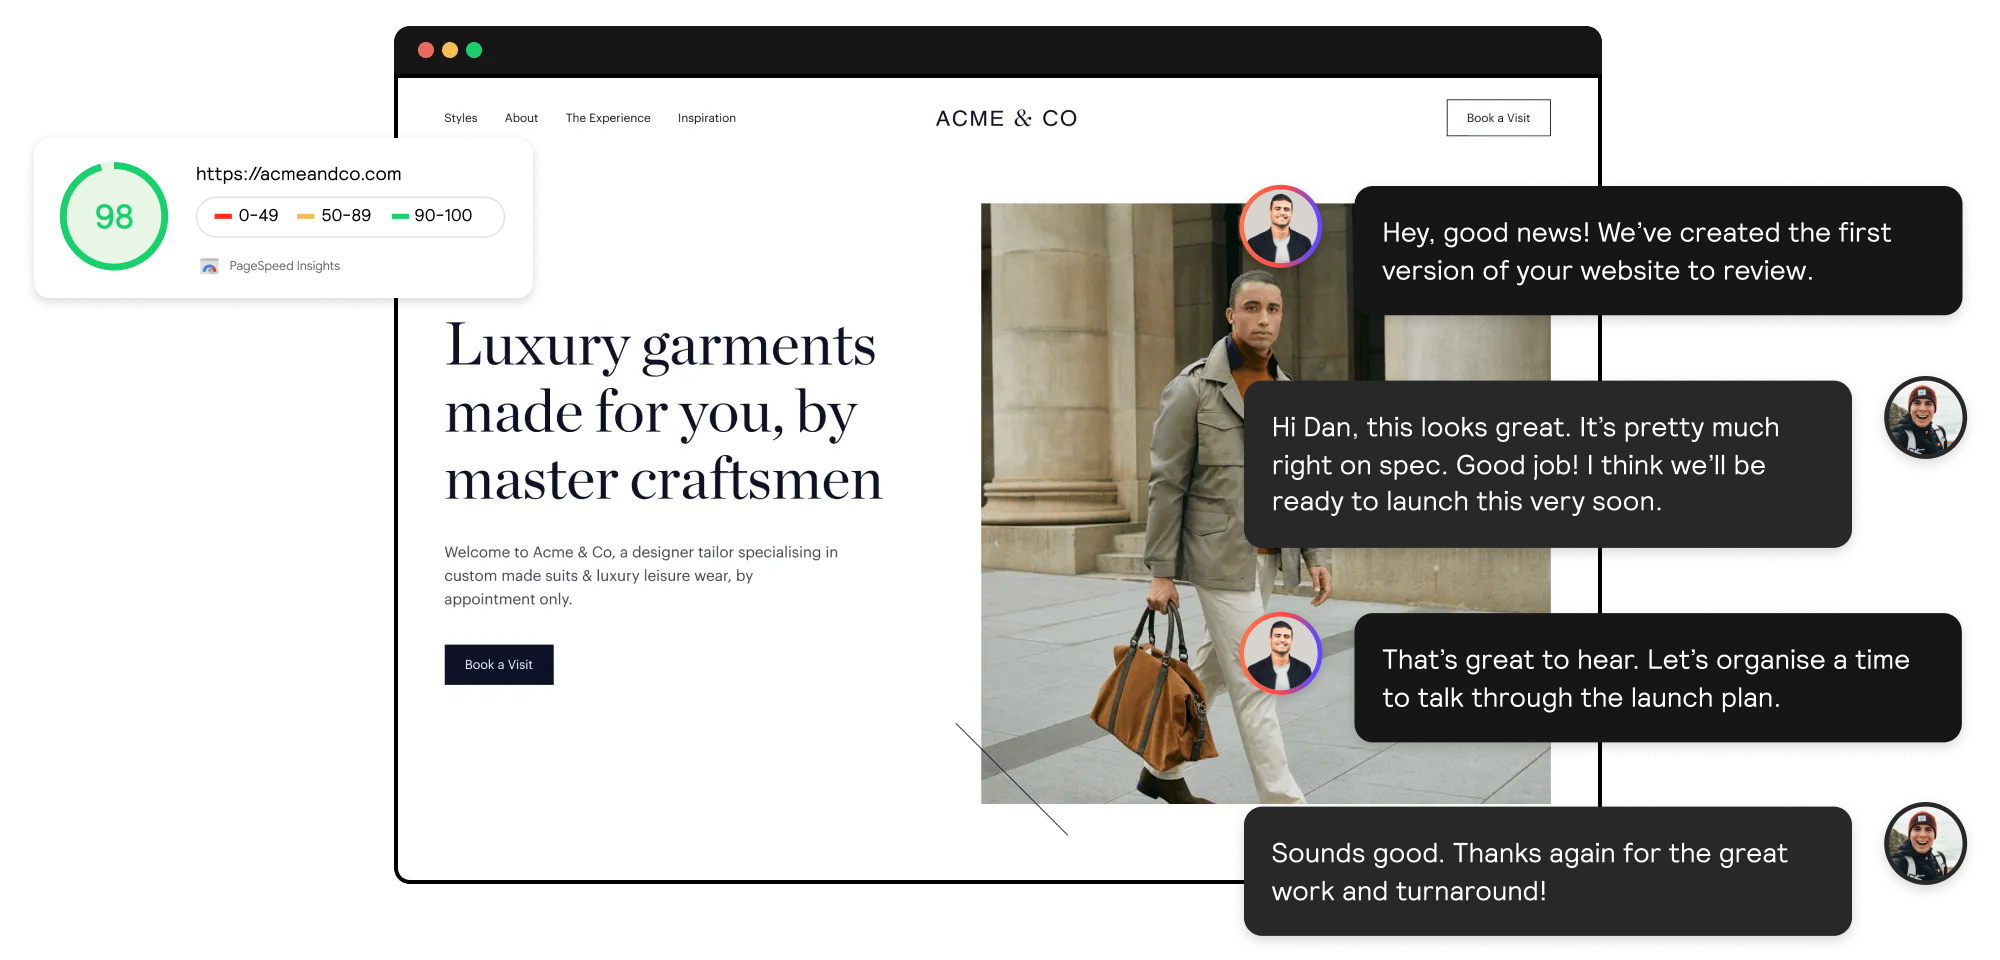 Styles About The Experience Inspiration
ACME & CO
Book a Visit
98
https://acmeandco.com
0-49 50-89 90-100
PageSpeed Insights
Luxury garments
made for you, by
master craftsmen
Welcome to Acme & Co, a designer tailor specialising in
custom made suits & luxury leisure wear, by
appointment only.
Book a Visit
Hey, good news! We’ve created the first
version of your website to review.
Hi Dan, this looks great. It’s pretty much
right on spec. Good job! I think we’ll be
ready to launch this very soon.
That’s great to hear. Let’s organise a time
to talk through the launch plan.
Sounds good. Thanks again for the great
work and turnaround!